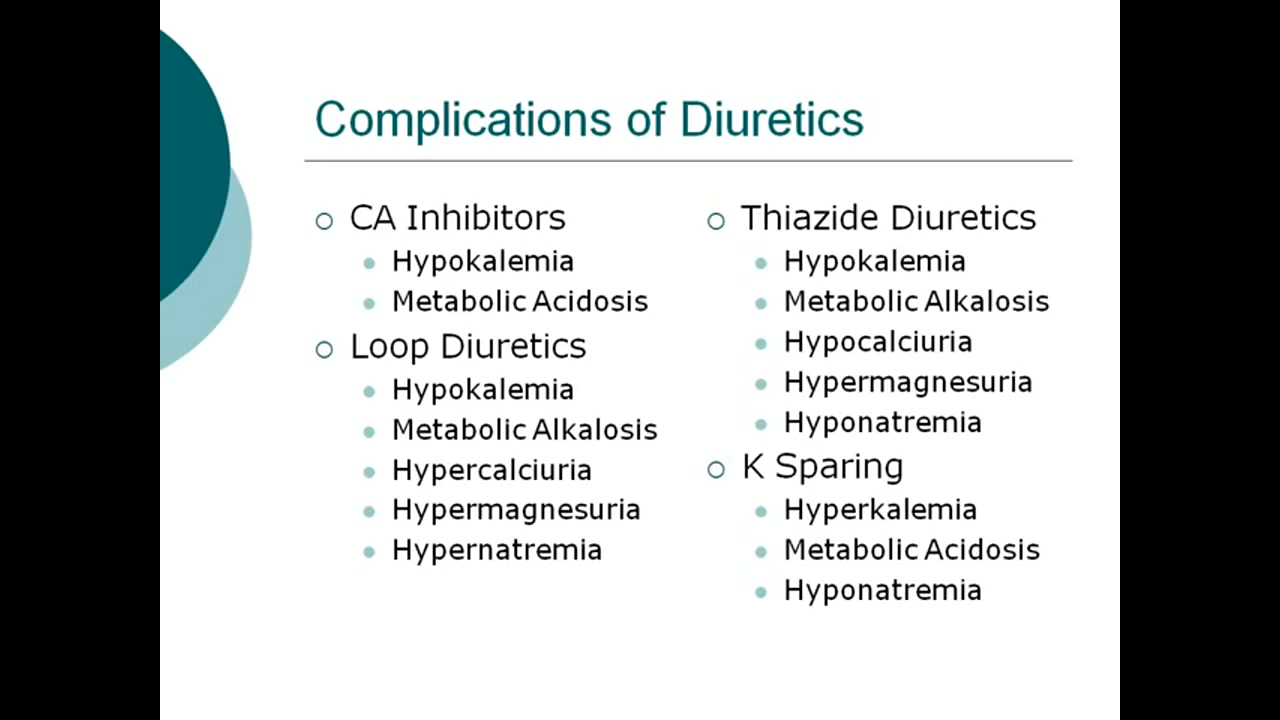 Complications of Diuretics
CA Inhibitors
Hypokalemia
Metabolic Acidosis
Loop Diuretics
Hypokalemia
Metabolic Alkalosis
Hypercalciuria
Hypermagnesuria
Hypernatremia
Thiazide Diuretics
Hypokalemia
Metabolic Alkalosis
Hypocalciuria
Hypermagnesuria
Hyponatremia
K Sparing
Hyperkalemia
Metabolic Acidosis
Hyponatremia